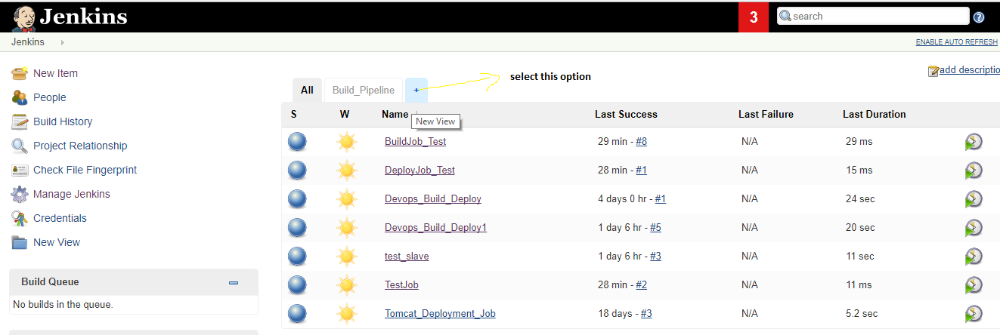 Jenkins
3
search
Jenkins
ENABLE AUTO REFRESH
New Item
People
Build History
Project Relationship
Check File Fingerprint
Manage Jenkins
Credentials
New View
Build Queue
No builds in the queue.
add descriptio
select this option
All Build_Pipeline +
New View
S W Name Last Success Last Failure Last Duration
BuildJob_Test 29 min - #8 N/A 29 ms
DeployJob_Test 28 min - #1 N/A 15 ms
Devops_Build_Deploy 4 days 0 hr - #1 N/A 24 sec
Devops_Build_Deploy1 1 day 6 hr - #5 N/A 20 sec
test_slave 1 day 6 hr - #3 N/A 11 sec
TestJob 28 min - #2 N/A 11 ms
Tomcat_Deployment_Job 18 days - #3 N/A 5.2 sec